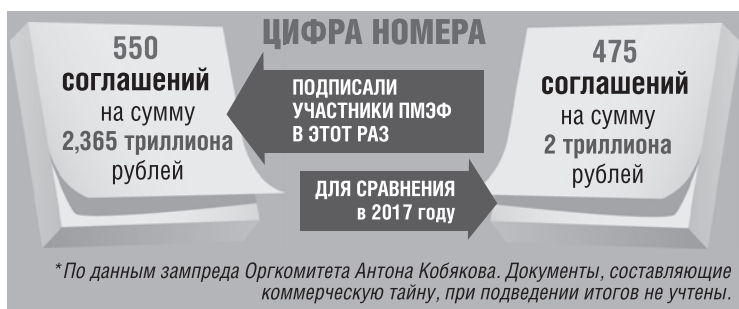 ЦИФРА НОМЕРА
550
соглашений
на сумму
2,365 триллиона
рублей
ПОДПИСАЛИ
УЧАСТНИКИ ПМЭФ
В ЭТОТ РАЗ
475
соглашений
на сумму
2 триллиона
рублей
ДЛЯ СРАВНЕНИЯ
в 2017 году
*По данным зампреда Оргкомитета Антона Кобякова. Документы, составляющие
коммерческую тайну, при подведении итогов не учтены.